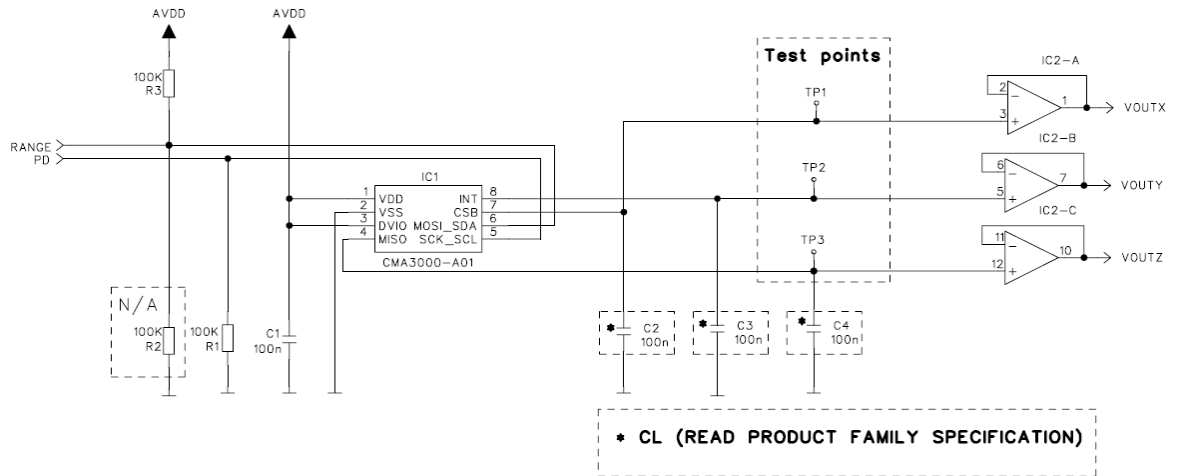 AVDD
AVDD
100K
R3
RANGE
PD
N/A
100K
R2
100K
R1
C1
100n
IC1
1 VDD INT 8
2 VSS CSB 7
3 DVIO MOSI_SDA 6
4 MISO SCK_SCL 5
CMA3000-A01
Test points
TP1
TP2
TP3
IC2-A
2 −
3 +
1
VOUTX
IC2-B
6 −
5 +
7
VOUTY
IC2-C
11 −
12 +
10
VOUTZ
* C2
100n
* C3
100n
* C4
100n
* CL (READ PRODUCT FAMILY SPECIFICATION)